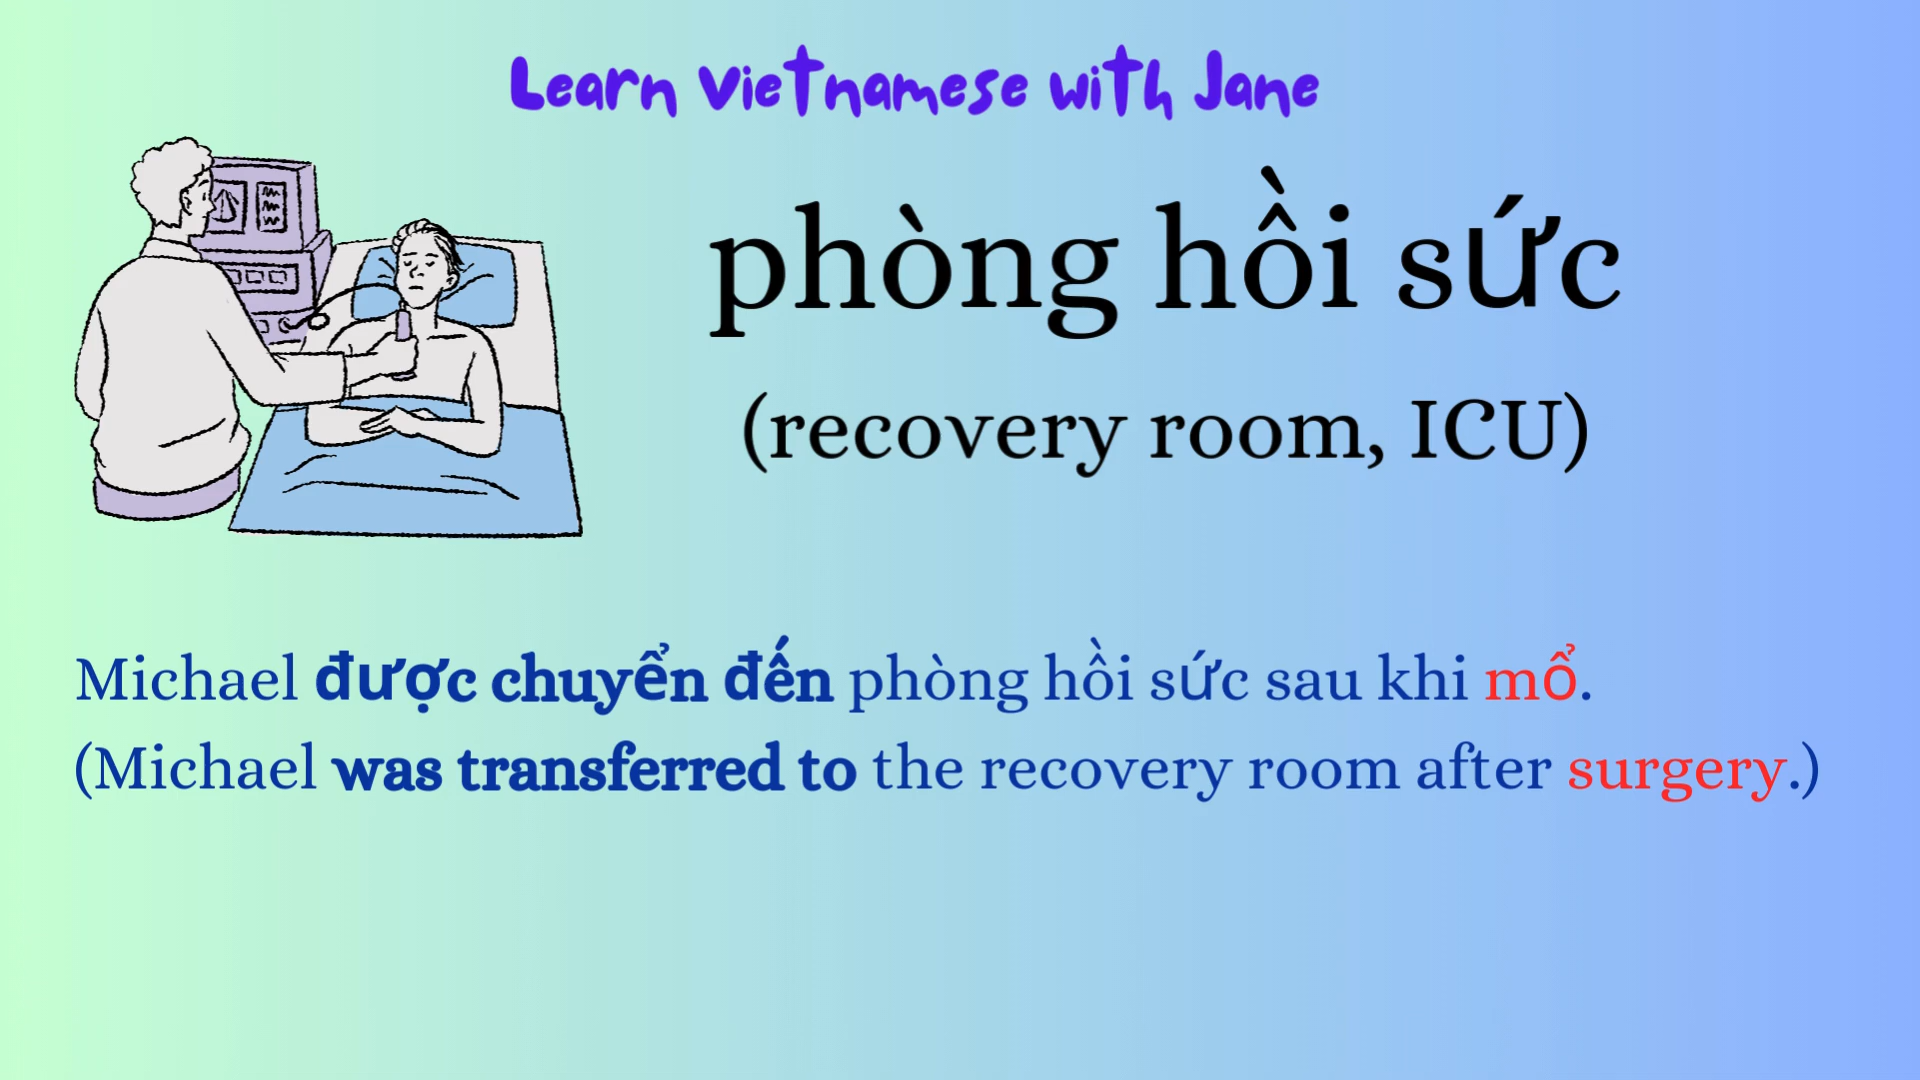 Learn Vietnamese with Jane
phòng hồi sức
(recovery room, ICU)
Michael được chuyển đến phòng hồi sức sau khi mổ.
(Michael was transferred to the recovery room after surgery.)